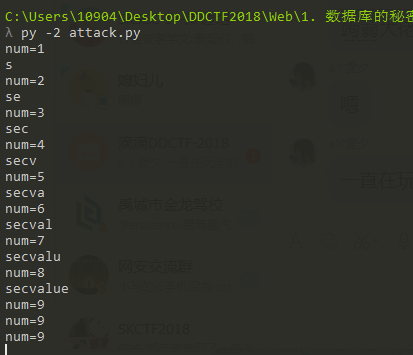 C:\Users\10904\Desktop\DDCTF2018\Web\1. 数据库的秘密
λ py -2 attack.py
num=1
s
num=2
se
num=3
sec
num=4
secv
num=5
secva
num=6
secval
num=7
secvalu
num=8
secvalue
num=9
num=9
num=9
SKCTF2018